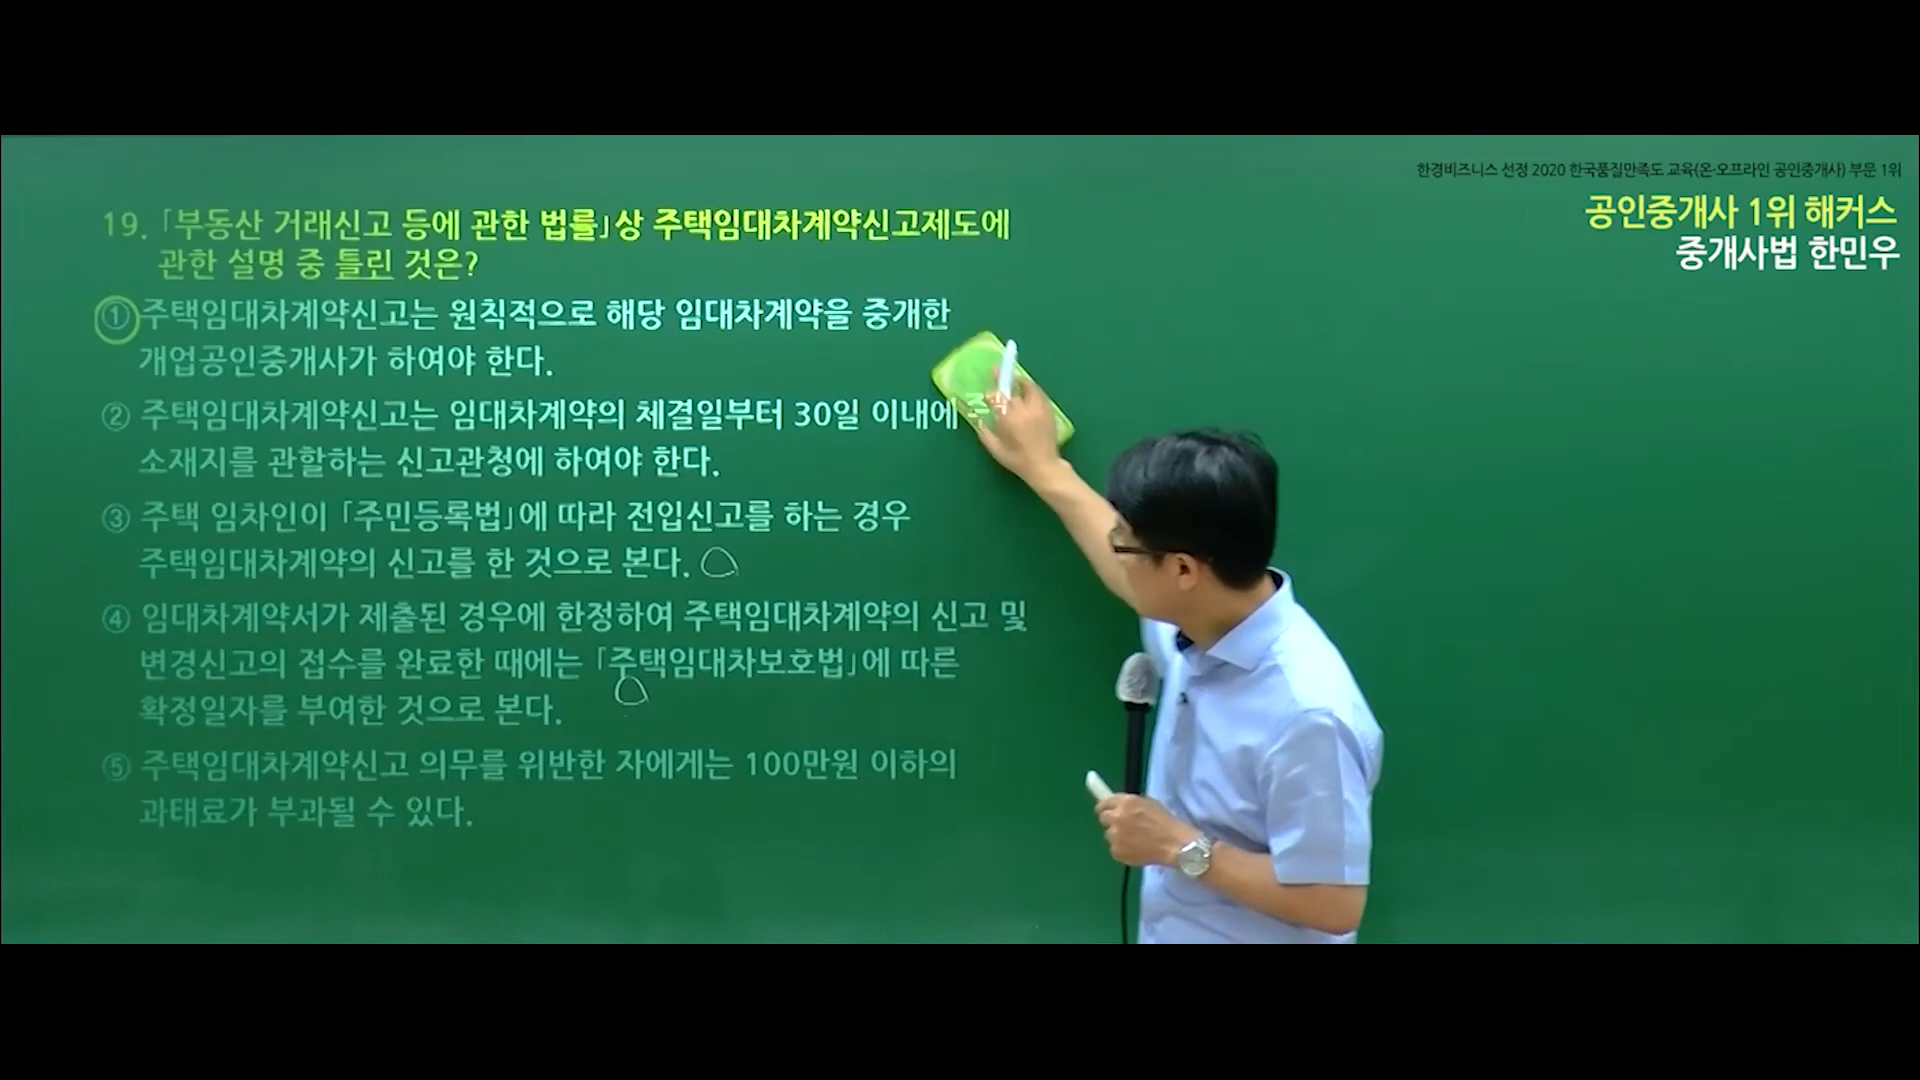 한경비즈니스 선정 2020 한국품질만족도 교육(온·오프라인 공인중개사) 부문 1위
공인중개사 1위 해커스
중개사법 한민우
19. 「부동산 거래신고 등에 관한 법률」상 주택임대차계약신고제도에
관한 설명 중 틀린 것은?
① 주택임대차계약신고는 원칙적으로 해당 임대차계약을 중개한
개업공인중개사가 하여야 한다.
② 주택임대차계약신고는 임대차계약의 체결일부터 30일 이내에
소재지를 관할하는 신고관청에 하여야 한다.
③ 주택 임차인이 「주민등록법」에 따라 전입신고를 하는 경우
주택임대차계약의 신고를 한 것으로 본다.
④ 임대차계약서가 제출된 경우에 한정하여 주택임대차계약의 신고 및
변경신고의 접수를 완료한 때에는 「주택임대차보호법」에 따른
확정일자를 부여한 것으로 본다.
⑤ 주택임대차계약신고 의무를 위반한 자에게는 100만원 이하의
과태료가 부과될 수 있다.